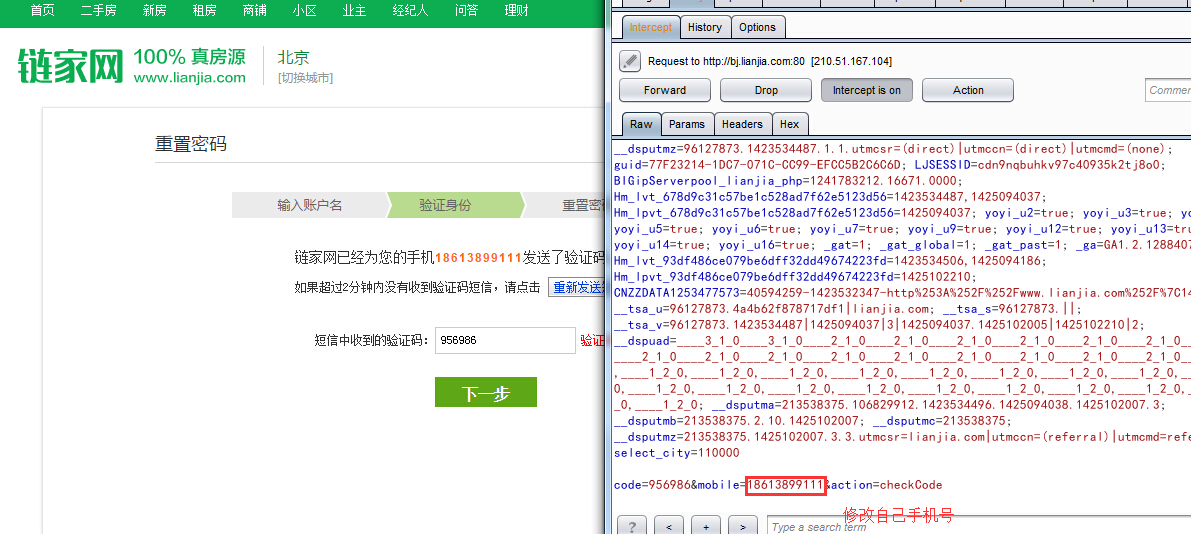 首页 二手房 新房 租房 商铺 小区 业主 经纪人 问答 理财
链家网 100% 真房源
www.lianjia.com
北京
[切换城市]
重置密码
输入账户名 验证身份 重置密
链家网已经为您的手机18613899111发送了验证码
如果超过2分钟内没有收到验证码短信，请点击 重新发送
短信中收到的验证码： 956986 验证
下一步
Intercept History Options
Request to http://bj.lianjia.com:80 [210.51.167.104]
Forward Drop Intercept is on Action Commen
Raw Params Headers Hex
__dsputmz=96127873.1423534487.1.1.utmcsr=(direct)|utmccn=(direct)|utmcmd=(none);
guid=77F23214-1DC7-071C-CC99-EFCC5B2C6C6D; LJSESSID=cdn9nqbuhkv97c40935k2tj8o0;
BIGipServerpool_lianjia_php=1241783212.16671.0000;
Hm_lvt_678d9c31c57be1c528ad7f62e5123d56=1423534487,1425094037;
Hm_lpvt_678d9c31c57be1c528ad7f62e5123d56=1425094037; yoyi_u2=true; yoyi_u3=true; yo
yoyi_u5=true; yoyi_u6=true; yoyi_u7=true; yoyi_u9=true; yoyi_u12=true; yoyi_u13=tru
yoyi_u14=true; yoyi_u16=true; _gat=1; _gat_global=1; _gat_past=1; _ga=GA1.2.1288407
Hm_lvt_93df486ce079be6dff32dd49674223fd=1423534506,1425094186;
Hm_lpvt_93df486ce079be6dff32dd49674223fd=1425102210;
CNZZDATA1253477573=40594259-1423532347-http%253A%252F%252Fwww.lianjia.com%252F%7C14
__tsa_u=96127873.4a4b62f878717df1|lianjia.com; __tsa_s=96127873.||;
__tsa_v=96127873.1423534487|1425094037|3|1425094037.1425102005|1425102210|2;
__dspuad=____3_1_0____3_1_0____2_1_0____2_1_0____2_1_0____2_1_0____2_1_0____2_1_0__
____2_1_0____2_1_0____2_1_0____2_1_0____2_1_0____2_1_0____2_1_0____2_1_0
,____1_2_0,____1_2_0,____1_2_0,____1_2_0,____1_2_0,____1_2_0,____1_2_0,____1_2_0,__
0,____1_2_0,____1_2_0,____1_2_0,____1_2_0,____1_2_0,____1_2_0,____1_2_0,____1_2_
0,____1_2_0; __dsputma=213538375.106829912.1423534496.1425094038.1425102007.3;
__dsputmb=213538375.2.10.1425102007; __dsputmc=213538375;
__dsputmz=213538375.1425102007.3.3.utmcsr=lianjia.com|utmccn=(referral)|utmcmd=refe
select_city=110000
code=956986&mobile=18613899111&action=checkCode
修改自己手机号
? < + > Type a search term